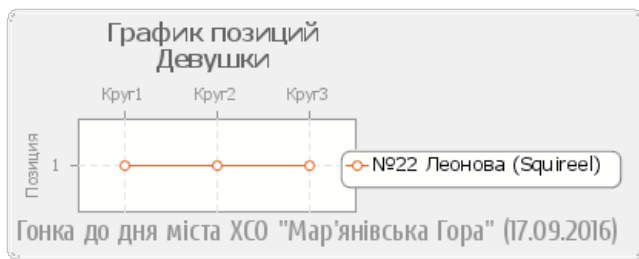 График позиций
Девушки
Круг1 Круг2 Круг3
Позиция
1
№22 Леонова (Squireel)
Гонка до дня міста ХСО "Мар'янівська Гора" (17.09.2016)